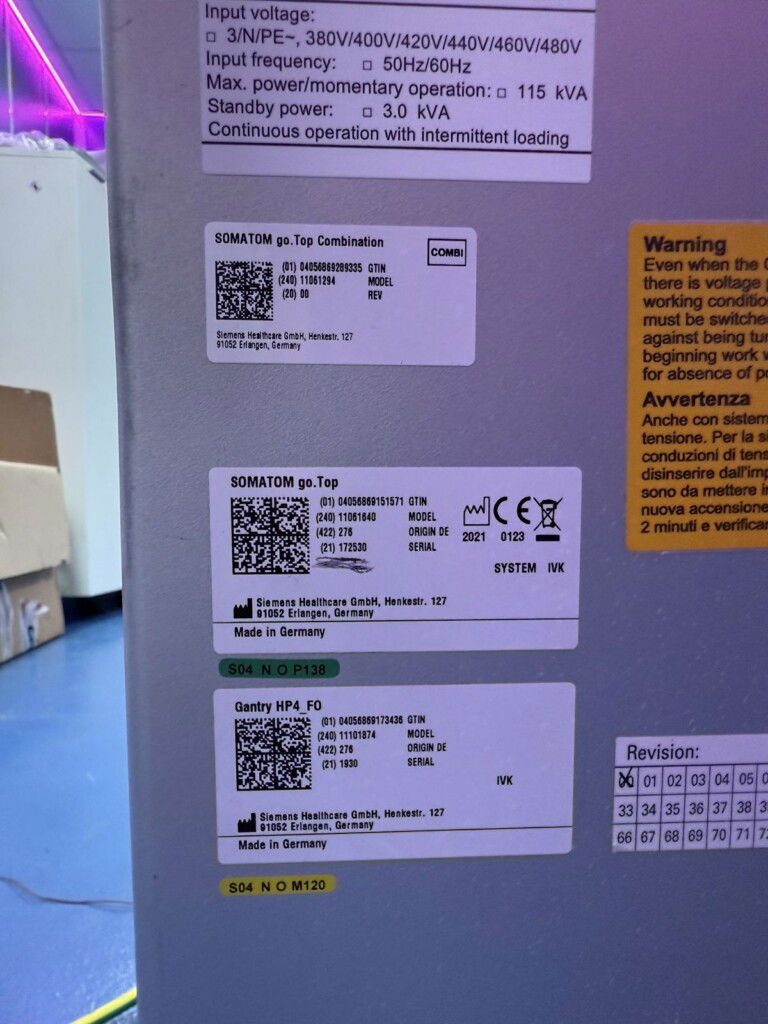 Input voltage:
3/N/PE~, 380V/400V/420V/440V/460V/480V
Input frequency: 50Hz/60Hz
Max. power/momentary operation: 115 kVA
Standby power: 3.0 kVA
Continuous operation with intermittent loading
SOMATOM go.Top Combination
COMBI
(01) 04056869289335 GTIN
(240) 11061294 MODEL
(20) 00 REV
Siemens Healthcare GmbH, Henkestr. 127
91052 Erlangen, Germany
Warning
Even when the
there is voltage
working conditio
must be switche
against being tur
beginning work w
for absence of po
Avvertenza
Anche con sistem
tensione. Per la si
conduzioni di tens
disinserire dall'imp
sono da mettere i
nuova accensione
2 minuti e verificar
SOMATOM go.Top
(01) 04056869151571 GTIN
(240) 11061640 MODEL
(422) 276 ORIGIN DE
(21) 172530 SERIAL
2021 0123
SYSTEM IVK
Siemens Healthcare GmbH, Henkestr. 127
91052 Erlangen, Germany
Made in Germany
S04 N O P138
Gantry HP4_FO
(01) 04056869173436 GTIN
(240) 11101874 MODEL
(422) 276 ORIGIN DE
(21) 1930 SERIAL
IVK
Siemens Healthcare GmbH, Henkestr. 127
91052 Erlangen, Germany
Made in Germany
S04 N O M120
Revision:
00 01 02 03 04 05
33 34 35 36 37 38
66 67 68 69 70 71